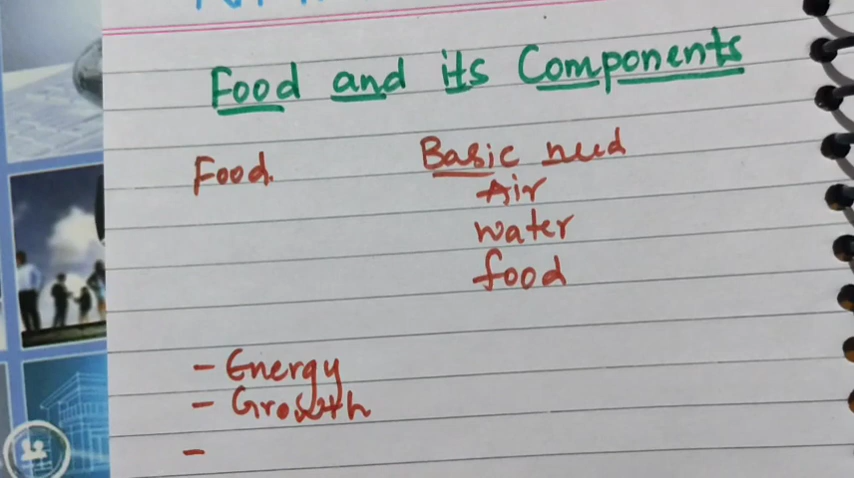 Food and its Components
Food. Basic need
Air
water
food
- Energy
- Growth
-